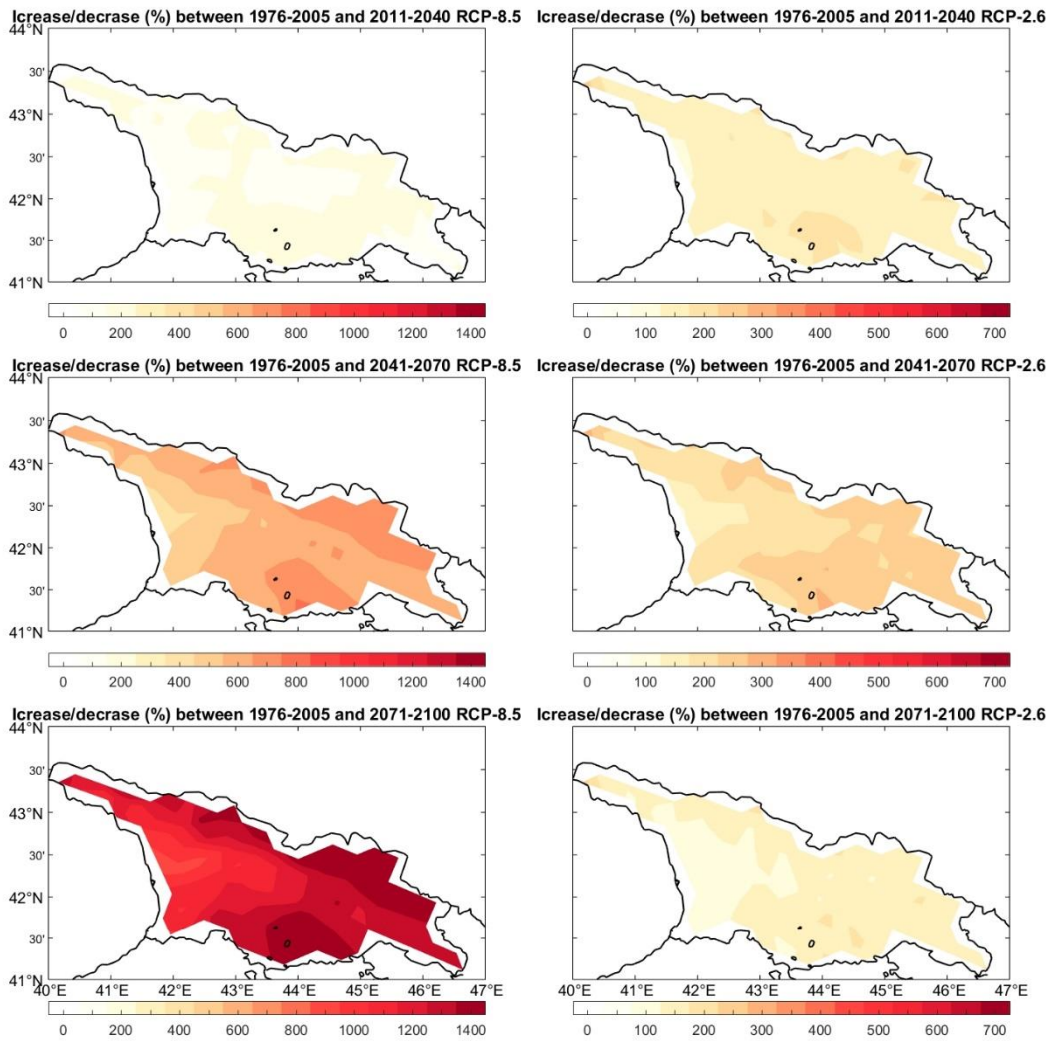 Icrease/decrase (%) between 1976-2005 and 2011-2040 RCP-8.5
44°N
30'
43°N
30'
42°N
30'
41°N
0 200 400 600 800 1000 1200 1400
Icrease/decrase (%) between 1976-2005 and 2011-2040 RCP-2.6
0 100 200 300 400 500 600 700
Icrease/decrase (%) between 1976-2005 and 2041-2070 RCP-8.5
44°N
30'
43°N
30'
42°N
30'
41°N
0 200 400 600 800 1000 1200 1400
Icrease/decrase (%) between 1976-2005 and 2041-2070 RCP-2.6
0 100 200 300 400 500 600 700
Icrease/decrase (%) between 1976-2005 and 2071-2100 RCP-8.5
44°N
30'
43°N
30'
42°N
30'
41°N
40°E 41°E 42°E 43°E 44°E 45°E 46°E 47°E
0 200 400 600 800 1000 1200 1400
Icrease/decrase (%) between 1976-2005 and 2071-2100 RCP-2.6
40°E 41°E 42°E 43°E 44°E 45°E 46°E 47°E
0 100 200 300 400 500 600 700